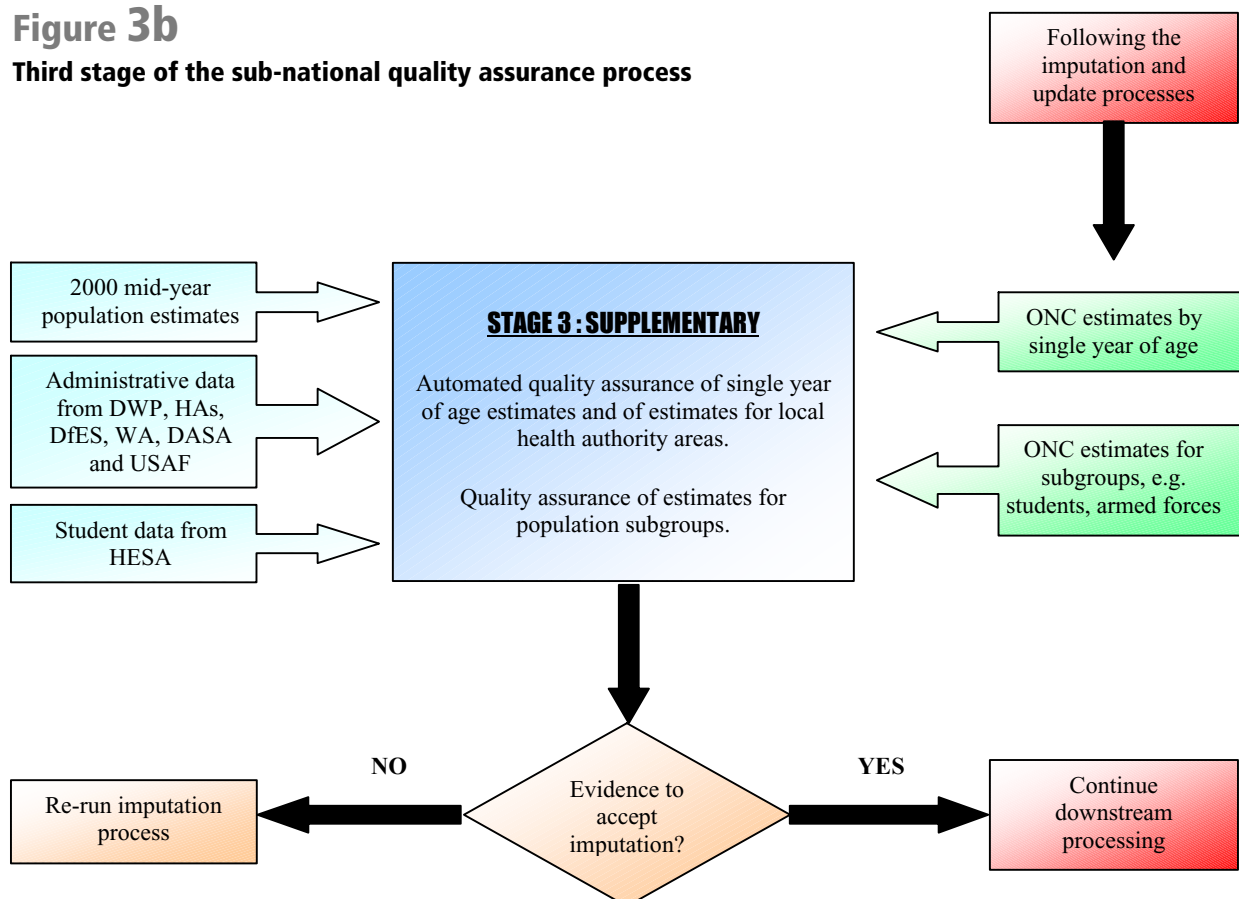 Figure 3b
Third stage of the sub-national quality assurance process
Following the
imputation and
update processes
2000 mid-year
population estimates
Administrative data
from DWP, HAs,
DfES, WA, DASA
and USAF
Student data from
HESA
STAGE 3 : SUPPLEMENTARY
Automated quality assurance of single year
of age estimates and of estimates for local
health authority areas.
Quality assurance of estimates for
population subgroups.
ONC estimates by
single year of age
ONC estimates for
subgroups, e.g.
students, armed forces
NO
YES
Re-run imputation
process
Evidence to
accept
imputation?
Continue
downstream
processing